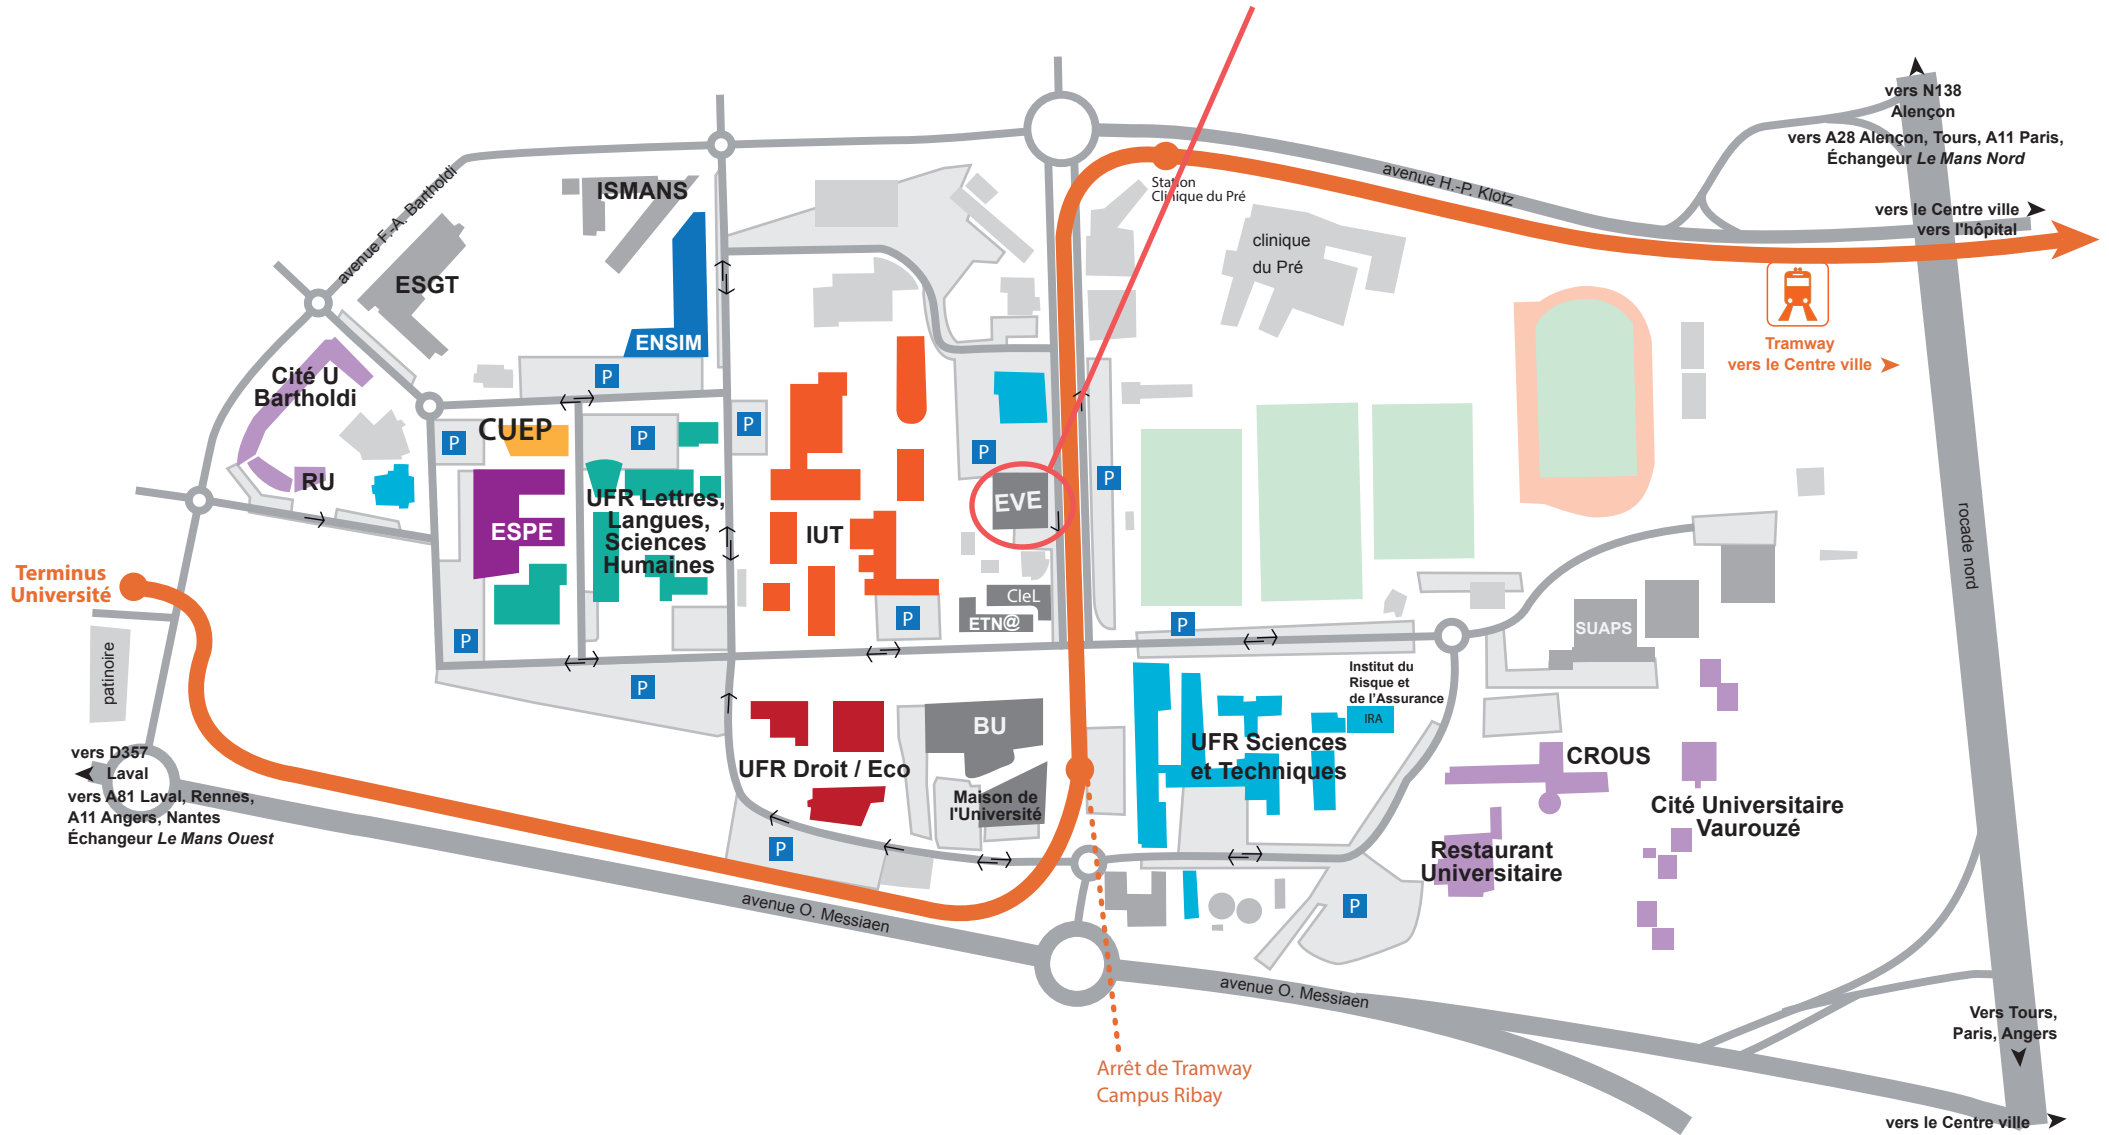 vers N138
Alençon
vers A28 Alençon, Tours, A11 Paris,
Échangeur Le Mans Nord
avenue H.-P. Klotz
Station
Clinique du Pré
vers le Centre ville
vers l'hôpital
avenue F.-A. Bartholdi
ISMANS
clinique
du Pré
ESGT
ENSIM
Tramway
vers le Centre ville
Cité U
Bartholdi
P
P
P
P
CUEP
P
P
RU
EVE
UFR Lettres,
Langues,
Sciences
Humaines
ESPE
IUT
rocade nord
Terminus
Université
CIeL
ETN@
P
P
P
SUAPS
patinoire
P
Institut du
Risque et
de l'Assurance
IRA
BU
UFR Sciences
et Techniques
CROUS
UFR Droit / Eco
vers D357
Laval
vers A81 Laval, Rennes,
A11 Angers, Nantes
Échangeur Le Mans Ouest
Maison de
l'Université
Cité Universitaire
Vaurouzé
P
Restaurant
Universitaire
P
avenue O. Messiaen
avenue O. Messiaen
Vers Tours,
Paris, Angers
Arrêt de Tramway
Campus Ribay
vers le Centre ville